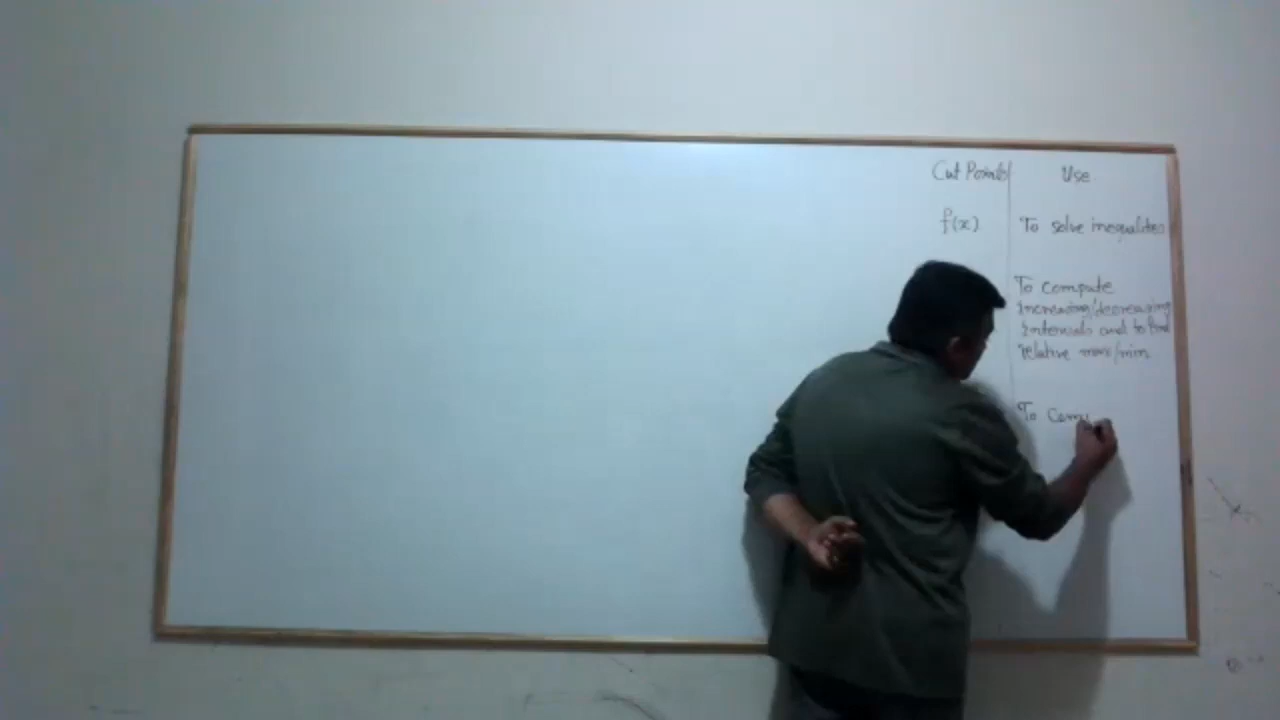 Cut Points Use
f(x) To solve inequalities
To compute
increasing/decreasing
intervals and to find
relative max/min
To Com